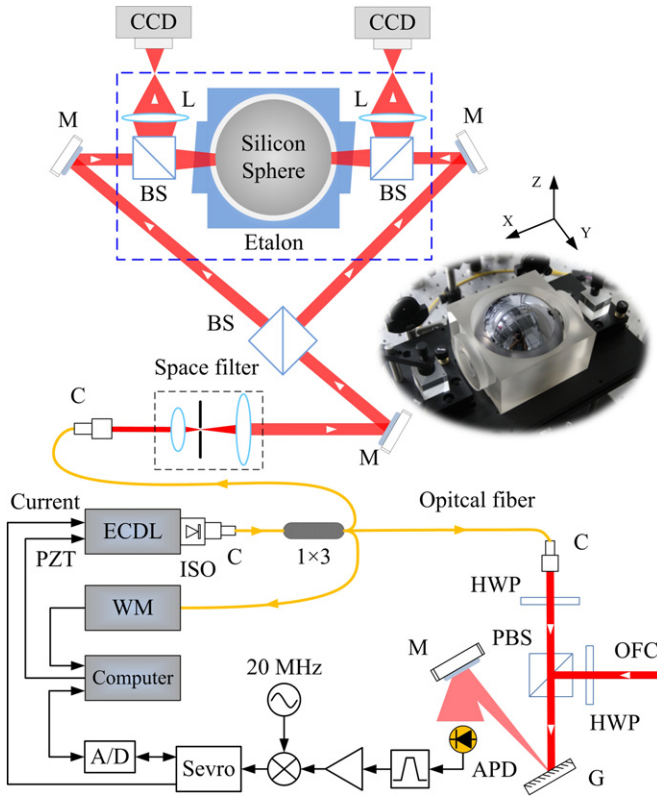 CCD
CCD
L
L
M
M
Silicon
Sphere
BS
BS
Etalon
Z
X
Y
BS
Space filter
C
M
Current
Opitcal fiber
ECDL
PZT
ISO
C
1×3
C
HWP
WM
PBS
M
OFC
20 MHz
Computer
HWP
A/D
Sevro
APD
G